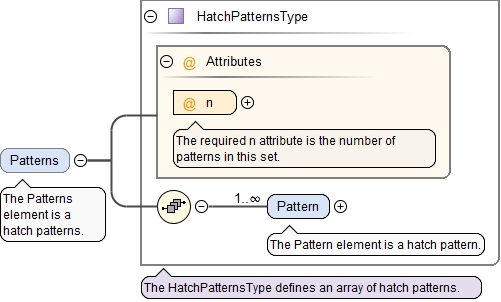 HatchPatternsType
@ Attributes
@ n
The required n attribute is the number of
patterns in this set.
Patterns
The Patterns
element is a
hatch patterns.
1..∞
Pattern
The Pattern element is a hatch pattern.
The HatchPatternsType defines an array of hatch patterns.